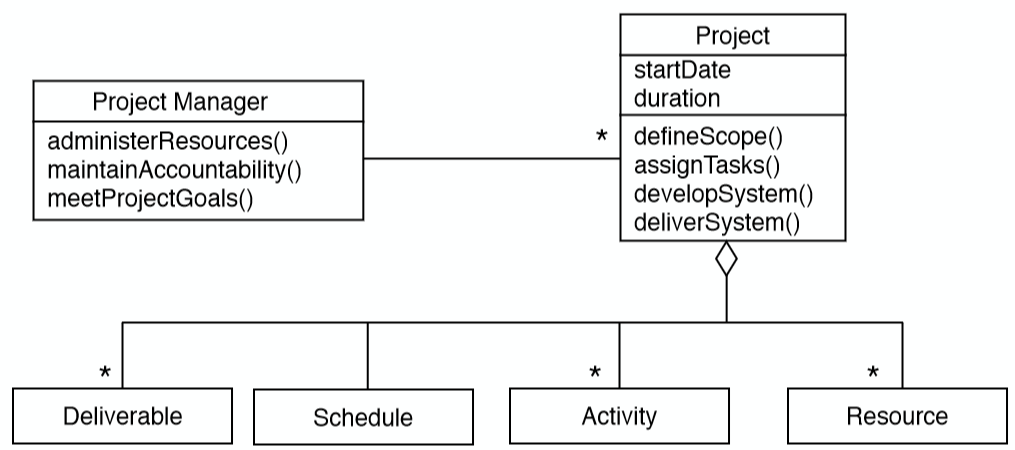 Project
startDate
duration
Project Manager
administerResources()
maintainAccountability()
meetProjectGoals()
*
defineScope()
assignTasks()
developSystem()
deliverSystem()
*
*
*
Deliverable
Schedule
Activity
Resource